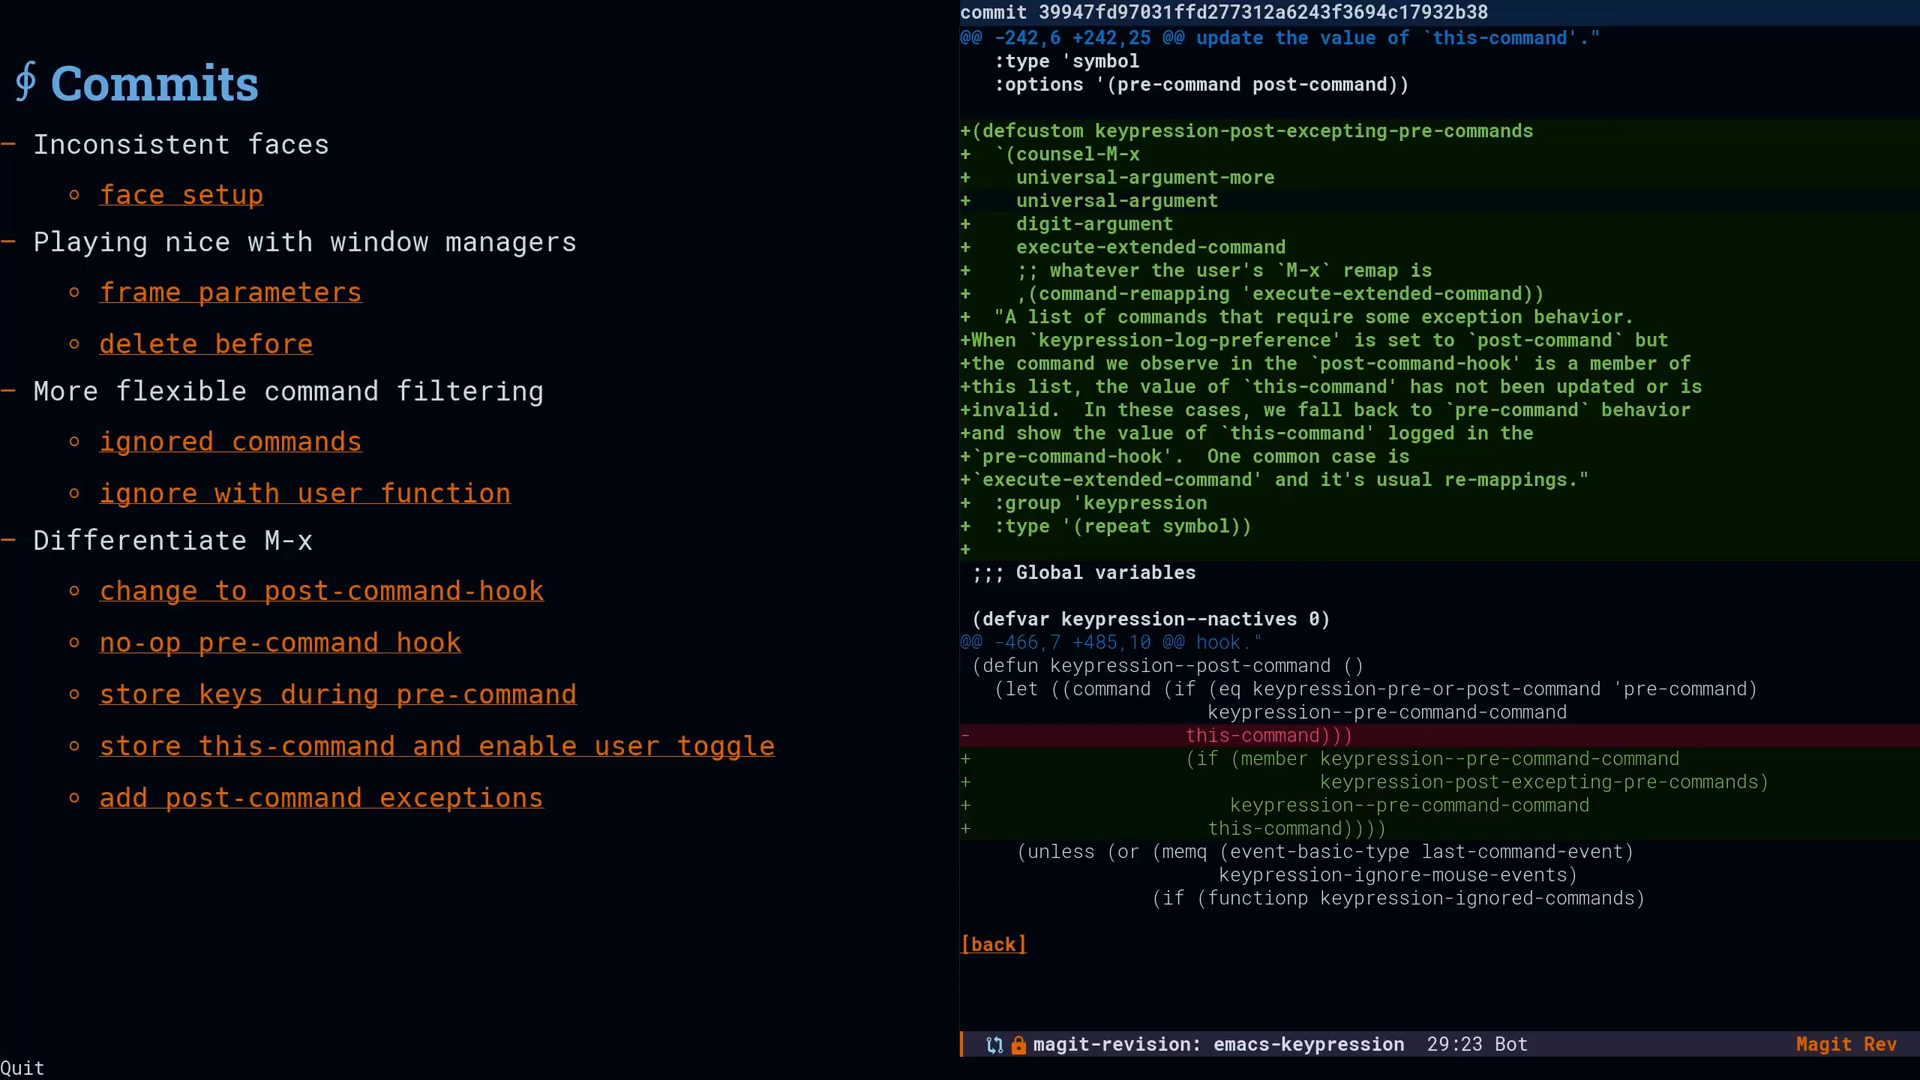 ∮ Commits
– Inconsistent faces
◦ face setup
– Playing nice with window managers
◦ frame parameters
◦ delete before
– More flexible command filtering
◦ ignored commands
◦ ignore with user function
– Differentiate M-x
◦ change to post-command-hook
◦ no-op pre-command hook
◦ store keys during pre-command
◦ store this-command and enable user toggle
◦ add post-command exceptions
Quit
commit 39947fd97031ffd277312a6243f3694c17932b38
@@ -242,6 +242,25 @@ update the value of `this-command'."
   :type 'symbol
   :options '(pre-command post-command))
+(defcustom keypression-post-excepting-pre-commands
+  `(counsel-M-x
+    universal-argument-more
+    universal-argument
+    digit-argument
+    execute-extended-command
+    ;; whatever the user's `M-x` remap is
+    ,(command-remapping 'execute-extended-command))
+  "A list of commands that require some exception behavior.
+When `keypression-log-preference' is set to `post-command` but
+the command we observe in the `post-command-hook' is a member of
+this list, the value of `this-command' has not been updated or is
+invalid.  In these cases, we fall back to `pre-command` behavior
+and show the value of `this-command' logged in the
+`pre-command-hook'.  One common case is
+`execute-extended-command' and it's usual re-mappings."
+  :group 'keypression
+  :type '(repeat symbol))
+
 ;;; Global variables
 (defvar keypression--nactives 0)
@@ -466,7 +485,10 @@ hook."
 (defun keypression--post-command ()
   (let ((command (if (eq keypression-pre-or-post-command 'pre-command)
                      keypression--pre-command-command
-                   this-command)))
+                   (if (member keypression--pre-command-command
+                               keypression-post-excepting-pre-commands)
+                       keypression--pre-command-command
+                     this-command))))
     (unless (or (memq (event-basic-type last-command-event)
                       keypression-ignore-mouse-events)
                (if (functionp keypression-ignored-commands)
[back]
magit-revision: emacs-keypression  29:23 Bot  Magit Rev